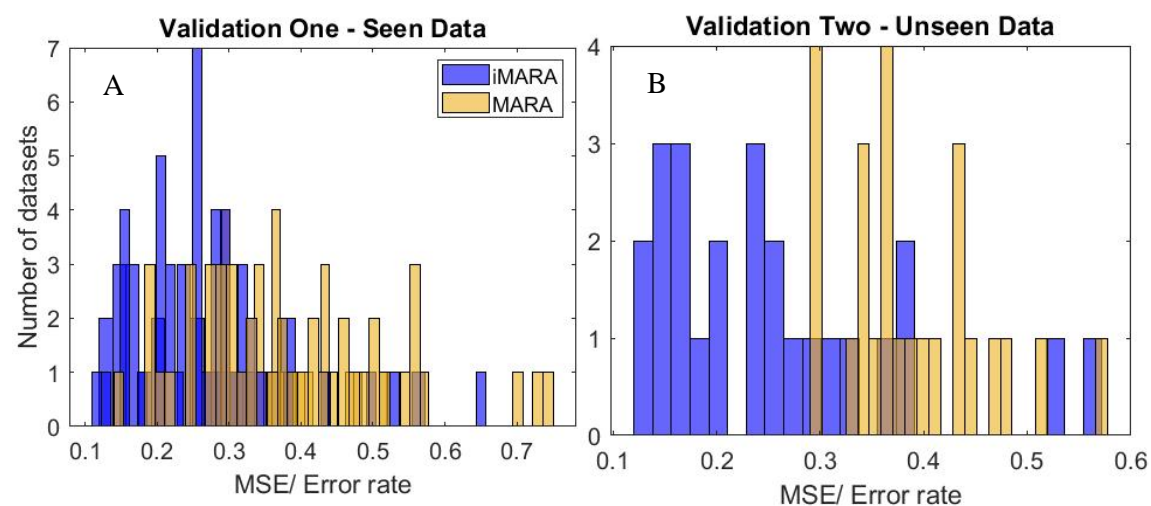 Validation One - Seen Data
A
iMARA
MARA
7
6
5
4
3
2
1
0
Number of datasets
0.1 0.2 0.3 0.4 0.5 0.6 0.7
MSE/ Error rate
Validation Two - Unseen Data
B
4
3
2
1
0
0.1 0.2 0.3 0.4 0.5 0.6
MSE/ Error rate